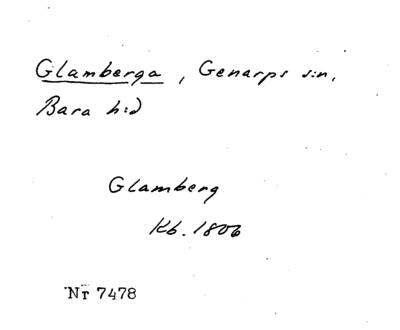 Glamberga, Genarps s:n,
Bara h:d
Glamberg
Kb. 1806
Nr 7478